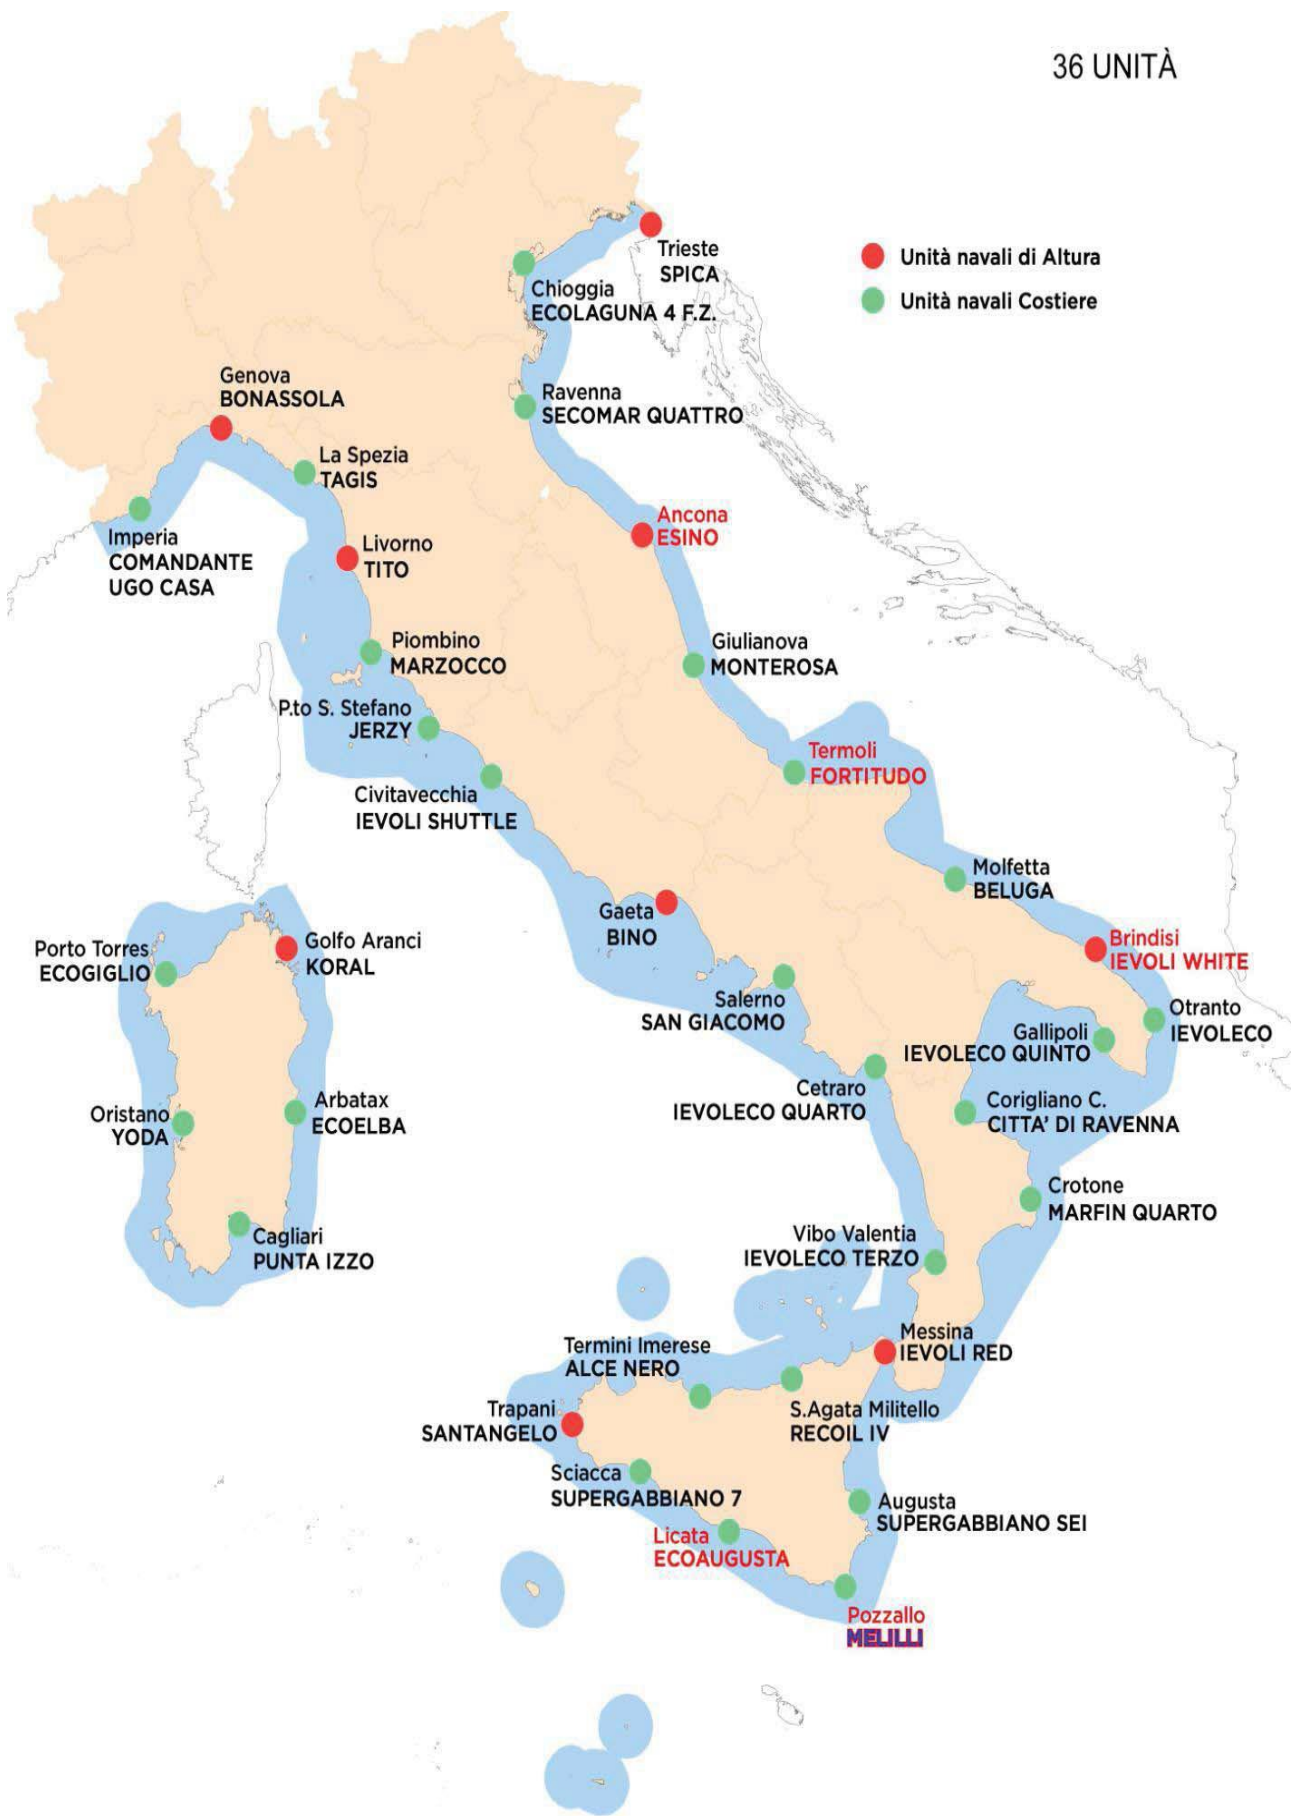 36 UNITÀ
Unità navali di Altura
Unità navali Costiere
Trieste
SPICA
Chioggia
ECOLAGUNA 4 F.Z.
Genova
BONASSOLA
Ravenna
SECOMAR QUATTRO
La Spezia
TAGIS
Ancona
ESINO
Imperia
COMANDANTE
UGO CASA
Livorno
TITO
Piombino
MARZOCCO
Giulianova
MONTEROSA
P.to S. Stefano
JERZY
Termoli
FORTITUDO
Civitavecchia
IEVOLI SHUTTLE
Molfetta
BELUGA
Gaeta
BINO
Porto Torres
ECOGIGLIO
Golfo Aranci
KORAL
Brindisi
IEVOLI WHITE
Salerno
SAN GIACOMO
Otranto
IEVOLECO
Gallipoli
IEVOLECO QUINTO
Cetraro
IEVOLECO QUARTO
Oristano
YODA
Arbatax
ECOELBA
Corigliano C.
CITTA' DI RAVENNA
Crotone
MARFIN QUARTO
Cagliari
PUNTA IZZO
Vibo Valentia
IEVOLECO TERZO
Messina
IEVOLI RED
Termini Imerese
ALCE NERO
S.Agata Militello
RECOIL IV
Trapani
SANTANGELO
Sciacca
SUPERGABBIANO 7
Augusta
SUPERGABBIANO SEI
Licata
ECOAUGUSTA
Pozzallo
MELILLI